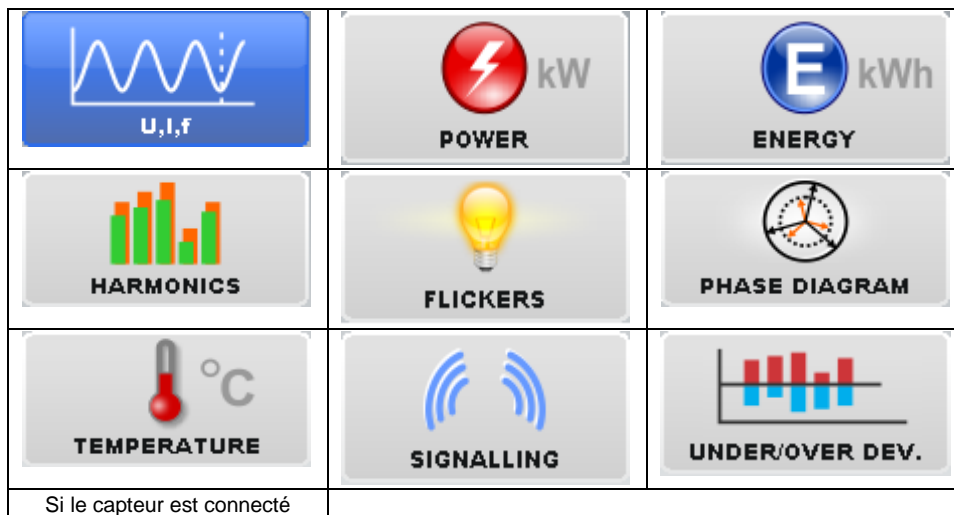 U,I,f
kW
POWER
E kWh
ENERGY
HARMONICS
FLICKERS
PHASE DIAGRAM
°C
TEMPERATURE
SIGNALLING
UNDER/OVER DEV.
Si le capteur est connecté